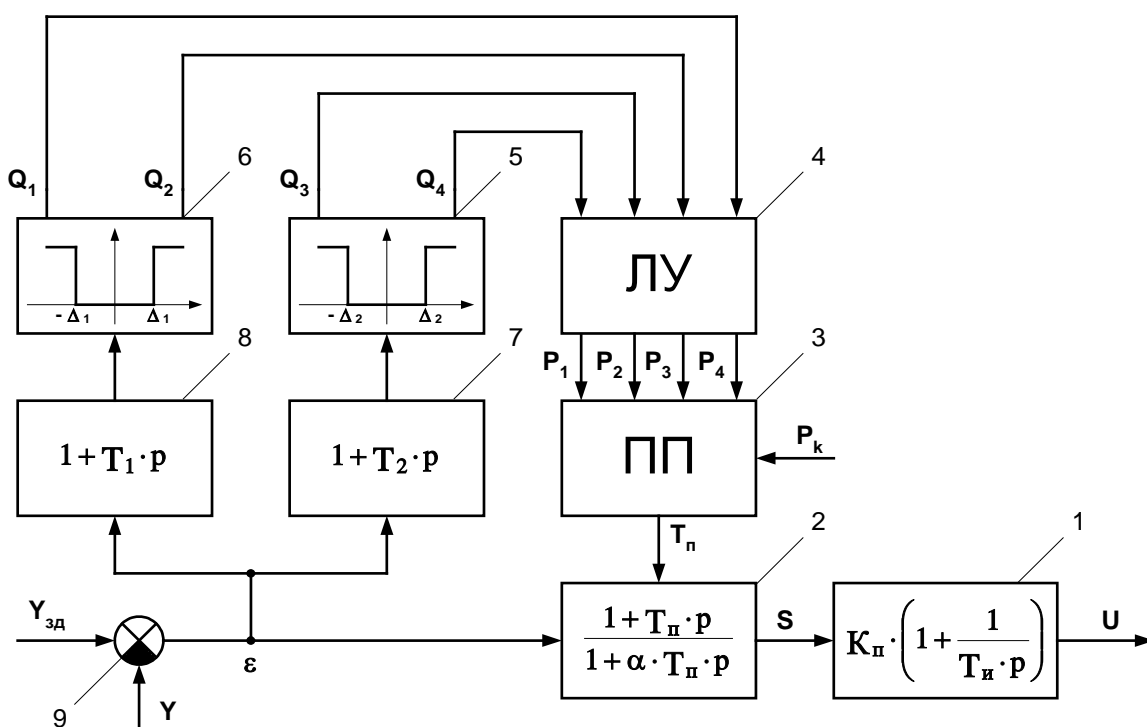 Q₁ Q₂ 6 Q₃ Q₄ 5 4
- Δ₁ Δ₁
- Δ₂ Δ₂
ЛУ
8 7 3
P₁ P₂ P₃ P₄
1 + T₁ · p
1 + T₂ · p
ПП
Pₖ
Tп
2 1
Yзд
ε
(1 + Tп · p) / (1 + α · Tп · p)
S
Kп · (1 + 1 / (Tи · p))
U
9 Y